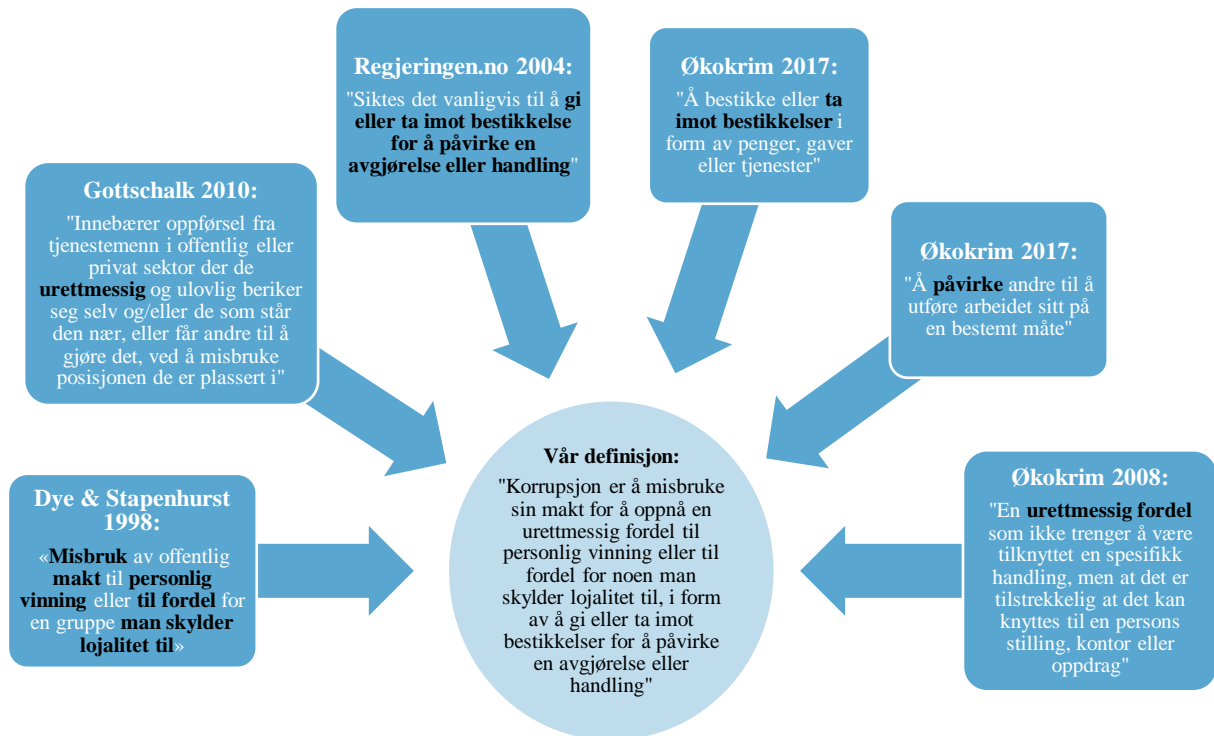 Regjeringen.no 2004:
"Siktes det vanligvis til å gi
eller ta imot bestikkelse
for å påvirke en
avgjørelse eller handling"
Økokrim 2017:
"Å bestikke eller ta
imot bestikkelser i
form av penger, gaver
eller tjenester"
Gottschalk 2010:
"Innebærer oppførsel fra
tjenestemenn i offentlig eller
privat sektor der de
urettmessig og ulovlig beriker
seg selv og/eller de som står
den nær, eller får andre til å
gjøre det, ved å misbruke
posisjonen de er plassert i"
Økokrim 2017:
"Å påvirke andre til å
utføre arbeidet sitt på
en bestemt måte"
Dye & Stapenhurst
1998:
«Misbruk av offentlig
makt til personlig
vinning eller til fordel for
en gruppe man skylder
lojalitet til»
Vår definisjon:
"Korrupsjon er å misbruke
sin makt for å oppnå en
urettmessig fordel til
personlig vinning eller til
fordel for noen man
skylder lojalitet til, i form
av å gi eller ta imot
bestikkelser for å påvirke
en avgjørelse eller
handling"
Økokrim 2008:
"En urettmessig fordel
som ikke trenger å være
tilknyttet en spesifikk
handling, men at det er
tilstrekkelig at det kan
knyttes til en persons
stilling, kontor eller
oppdrag"